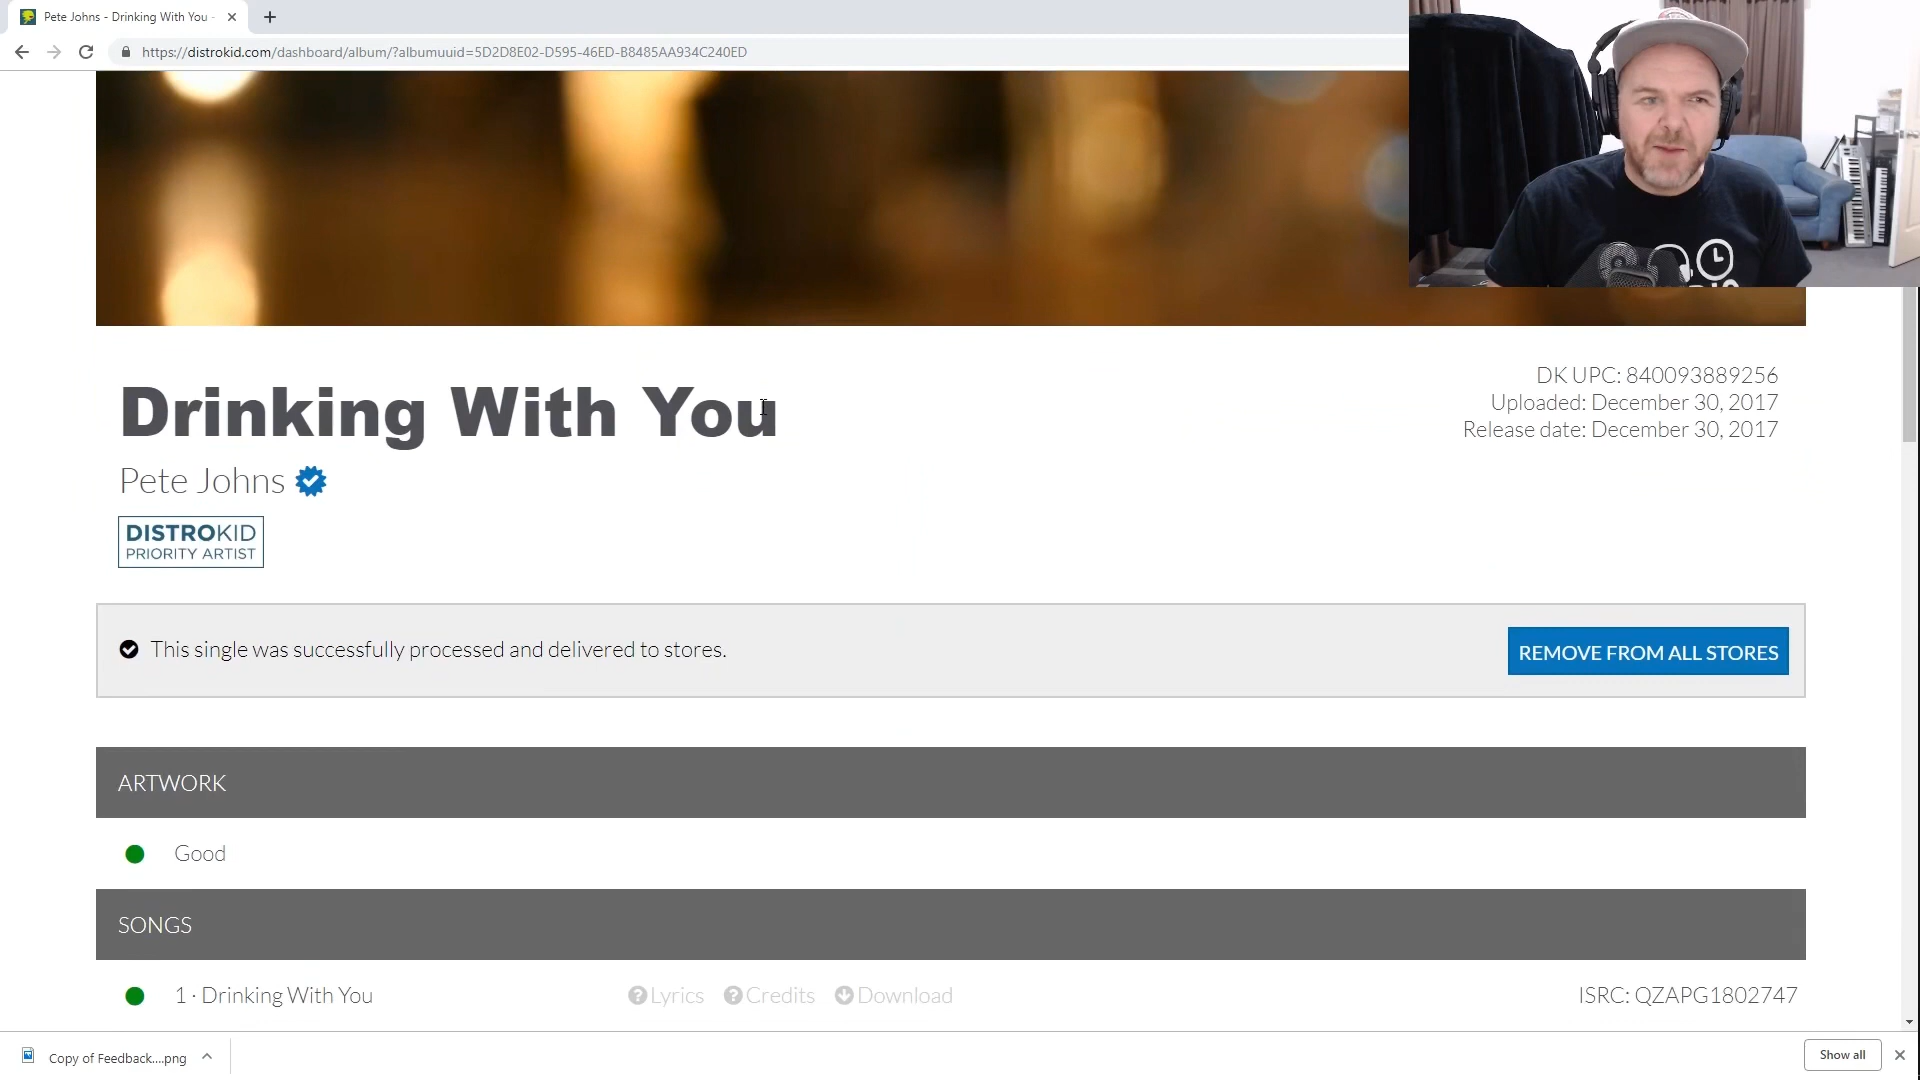 Pete Johns - Drinking With You -
https://distrokid.com/dashboard/album/?albumuuid=5D2D8E02-D595-46ED-B8485AA934C240ED
Drinking With You
DK UPC: 840093889256
Uploaded: December 30, 2017
Release date: December 30, 2017
Pete Johns
DISTROKID
PRIORITY ARTIST
This single was successfully processed and delivered to stores.
REMOVE FROM ALL STORES
ARTWORK
Good
SONGS
1 · Drinking With You
Lyrics
Credits
Download
ISRC: QZAPG1802747
Copy of Feedback....png
Show all